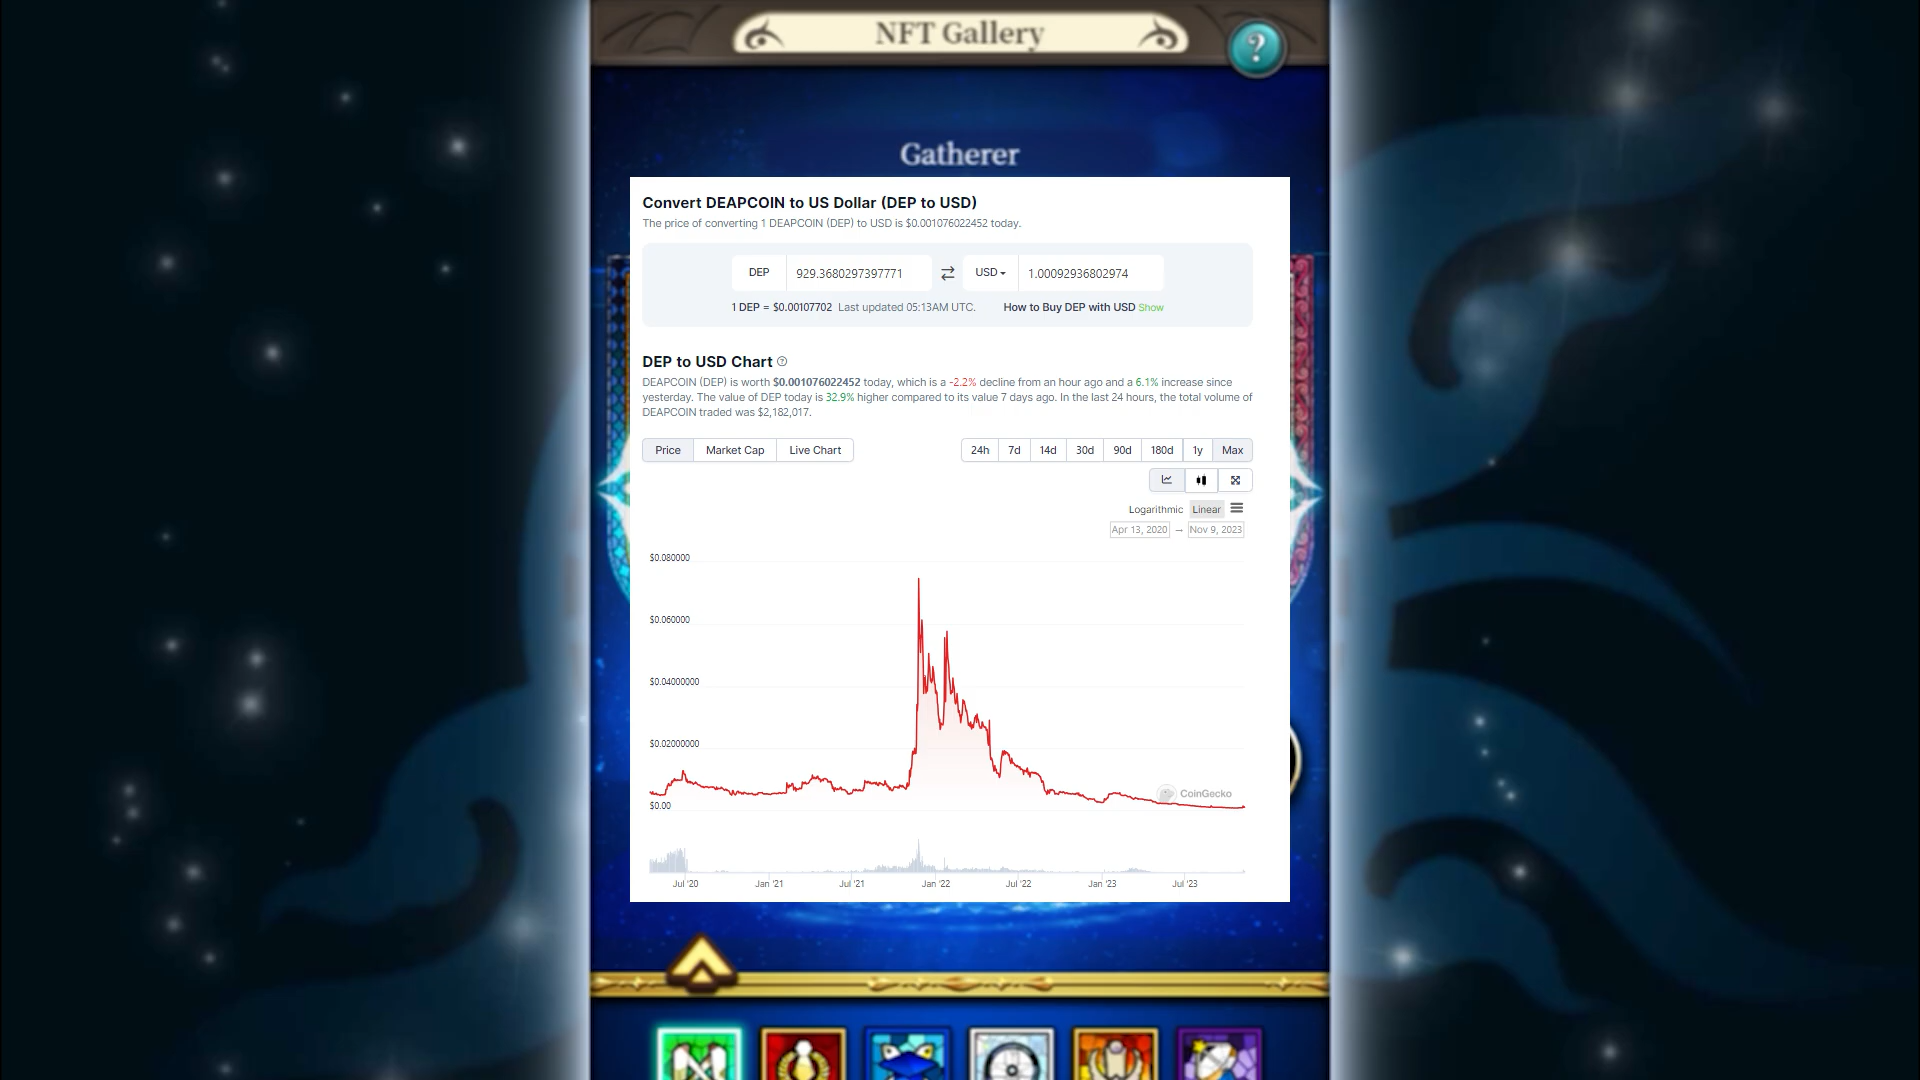 NFT Gallery
?
Gatherer
Convert DEAPCOIN to US Dollar (DEP to USD)
The price of converting 1 DEAPCOIN (DEP) to USD is $0.001076022452 today.
DEP 929.3680297397771 USD 1.00092936802974
1 DEP = $0.00107702 Last updated 05:13AM UTC. How to Buy DEP with USD Show
DEP to USD Chart ?
DEAPCOIN (DEP) is worth $0.001076022452 today, which is a -2.2% decline from an hour ago and a 6.1% increase since
yesterday. The value of DEP today is 32.9% higher compared to its value 7 days ago. In the last 24 hours, the total volume of
DEAPCOIN traded was $2,182,017.
Price Market Cap Live Chart 24h 7d 14d 30d 90d 180d 1y Max
Logarithmic Linear
Apr 13, 2020 → Nov 9, 2023
$0.080000
$0.060000
$0.04000000
$0.02000000
CoinGecko
$0.00
Jul '20 Jan '21 Jul '21 Jan '22 Jul '22 Jan '23 Jul '23